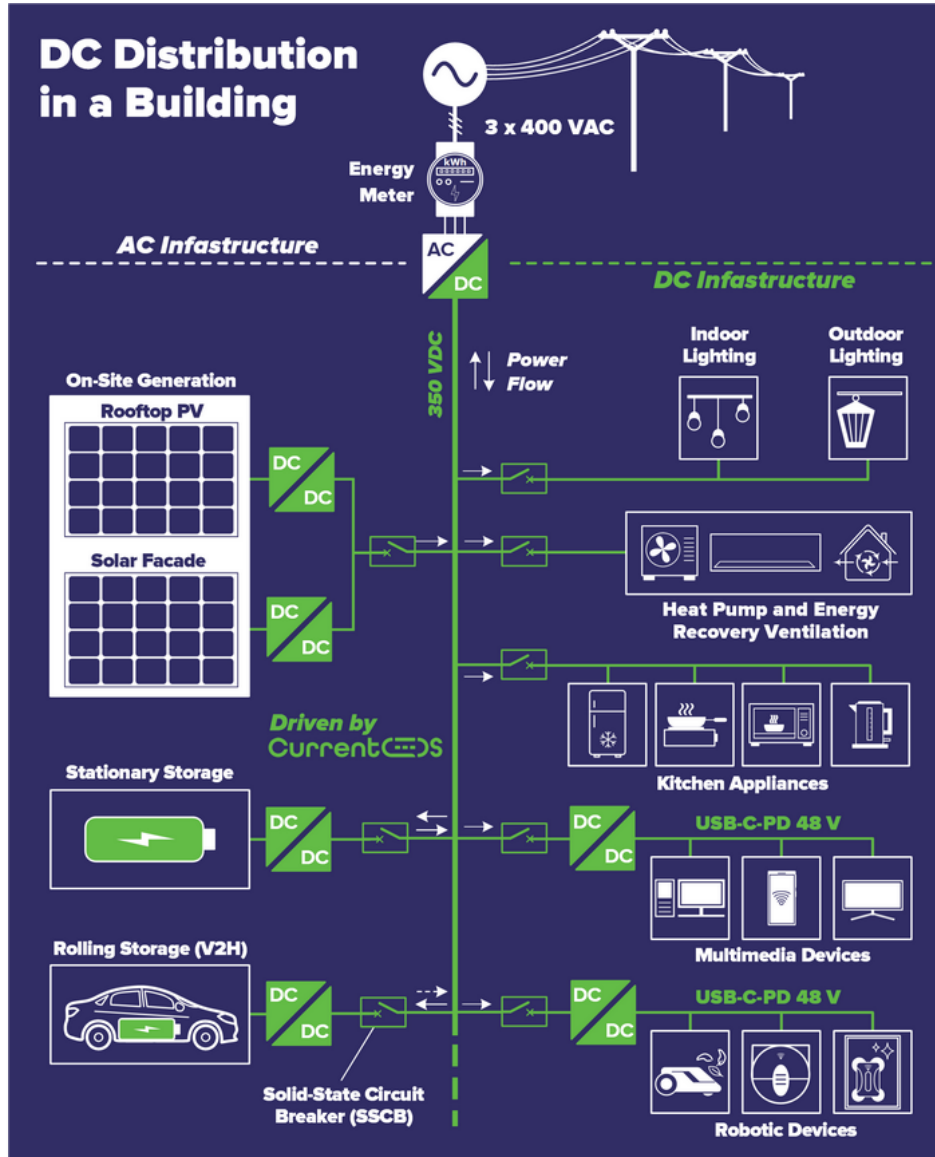 DC Distribution
in a Building
3 x 400 VAC
Energy
Meter
kWh
AC Infastructure
AC
DC
DC Infastructure
350 VDC
Power
Flow
Indoor
Lighting
Outdoor
Lighting
On-Site Generation
Rooftop PV
DC
DC
Solar Facade
DC
DC
Heat Pump and Energy
Recovery Ventilation
Driven by
CurrentOS
Kitchen Appliances
Stationary Storage
DC
DC
DC
DC
USB-C-PD 48 V
Multimedia Devices
Rolling Storage (V2H)
DC
DC
DC
DC
USB-C-PD 48 V
Solid-State Circuit
Breaker (SSCB)
Robotic Devices